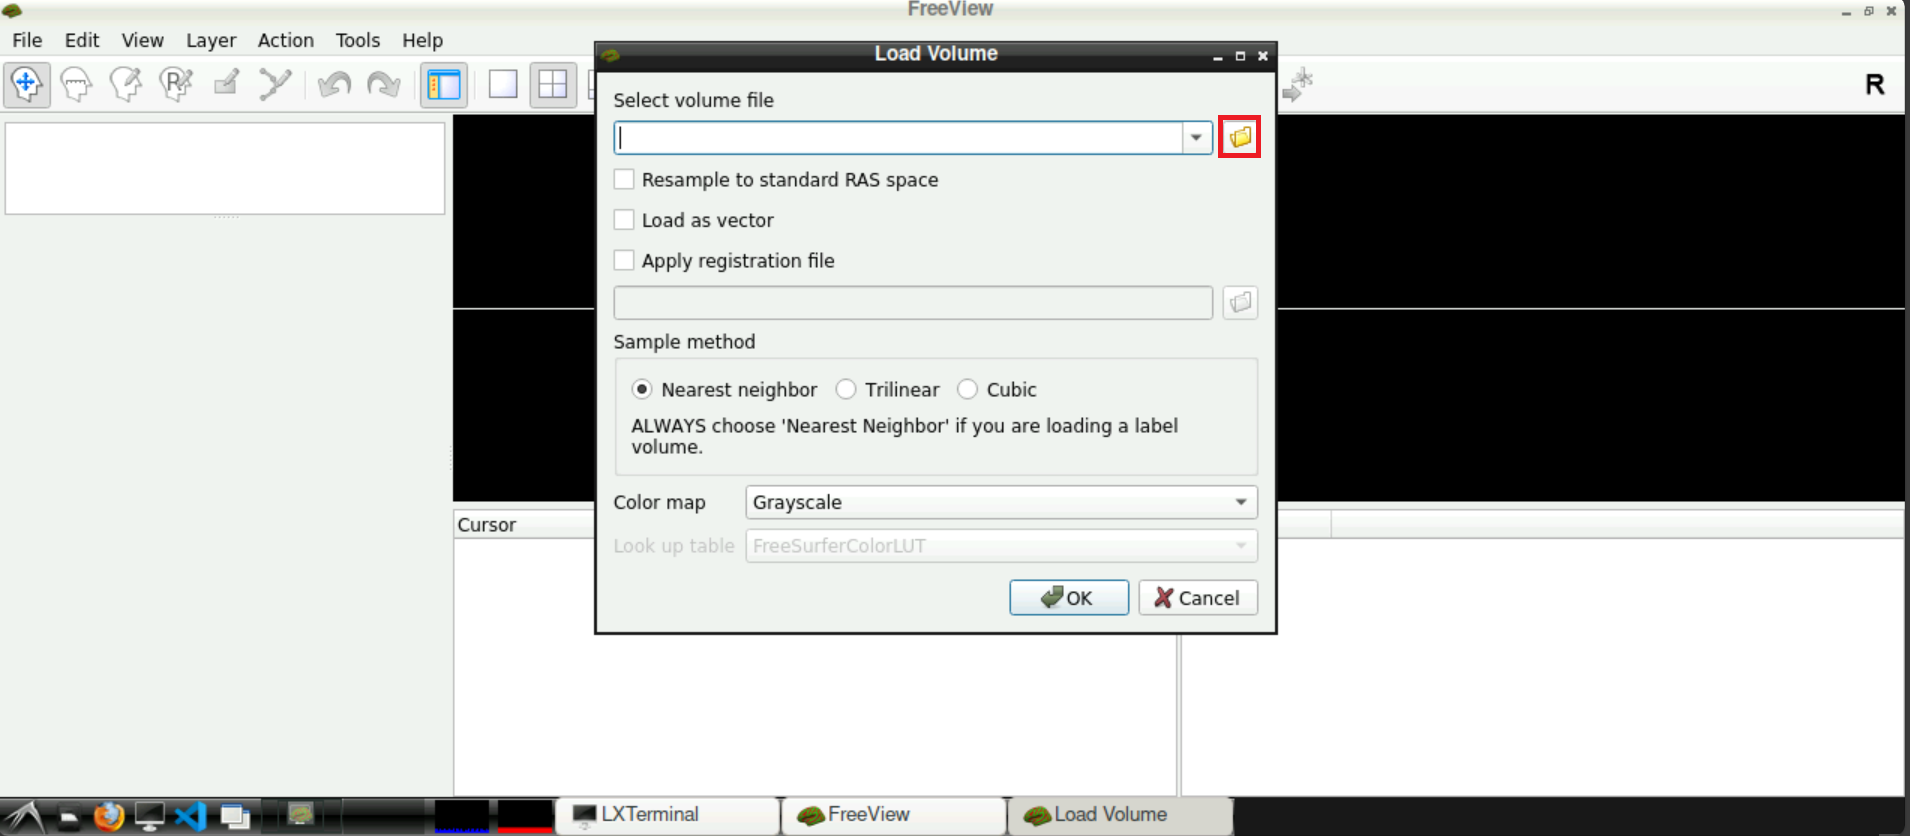 FreeView
File Edit View Layer Action Tools Help
R
R
Load Volume
Select volume file
Resample to standard RAS space
Load as vector
Apply registration file
Sample method
Nearest neighbor Trilinear Cubic
ALWAYS choose 'Nearest Neighbor' if you are loading a label
volume.
Color map Grayscale
Look up table FreeSurferColorLUT
OK Cancel
Cursor
LXTerminal FreeView Load Volume